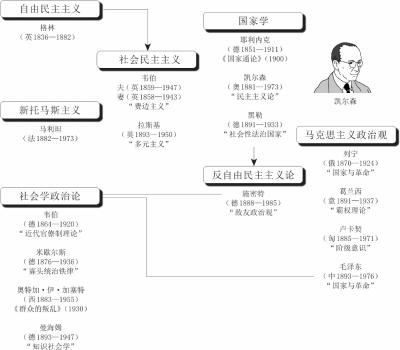 自由民主主义
格林
（英1836—1882）
社会民主主义
韦伯
夫（英1859—1947）
妻（英1858—1943）
“费边主义”
拉斯基
（英1893—1950）
“多元主义”
新托马斯主义
马利坦
（法1882—1973）
国家学
耶利内克
（德1851—1911）
《国家通论》（1900）
凯尔森
（奥1881—1973）
“民主主义论”
黑勒
（德1891—1933）
“社会性法治国家”
凯尔森
反自由民主主义论
施密特
（德1888—1985）
“敌友政治观”
马克思主义政治观
列宁
（俄1870—1924）
“国家与革命”
葛兰西
（意1891—1937）
“霸权理论”
卢卡契
（匈1885—1971）
“阶级意识”
毛泽东
（中1893—1976）
“国家与革命”
社会学政治论
韦伯
（德1864—1920）
“近代官僚制理论”
米歇尔斯
（德1876—1936）
“寡头统治铁律”
奥特加·伊·加塞特
（西1883—1955）
《群众的叛乱》（1930）
曼海姆
（德1893—1947）
“知识社会学”